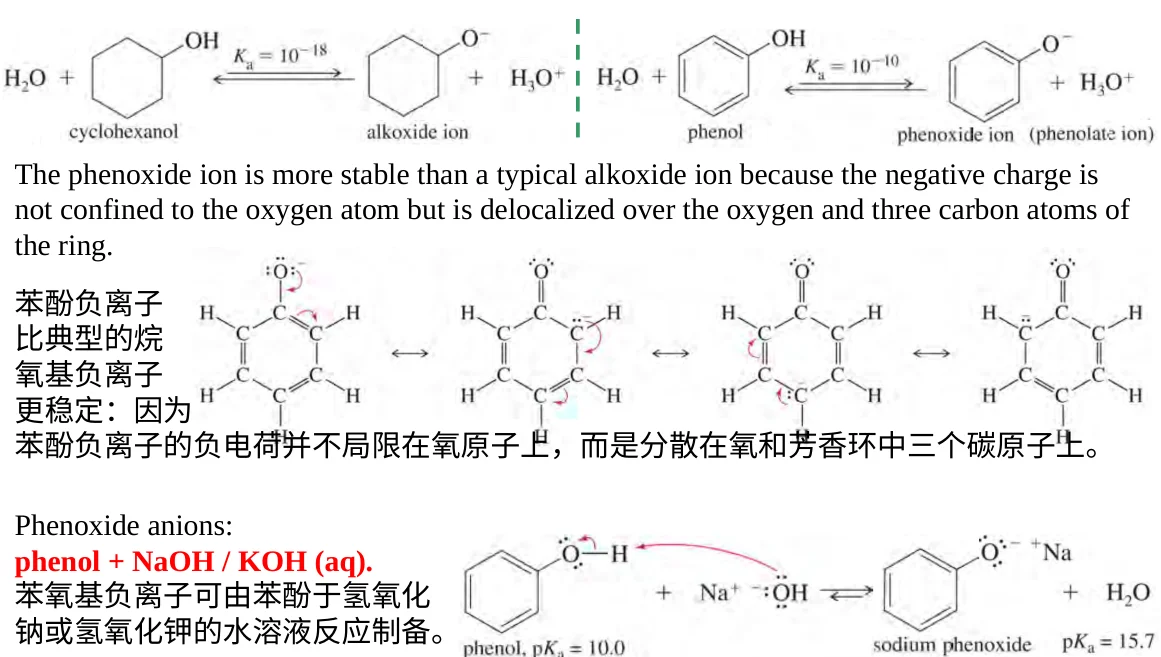 H₂O + OH Kₐ = 10⁻¹⁸ O⁻ + H₃O⁺
cyclohexanol alkoxide ion
H₂O + OH Kₐ = 10⁻¹⁰ O⁻ + H₃O⁺
phenol phenoxide ion (phenolate ion)
The phenoxide ion is more stable than a typical alkoxide ion because the negative charge is
not confined to the oxygen atom but is delocalized over the oxygen and three carbon atoms of
the ring.
:O:⁻ O O O
H C H H C H H C H H C H
C C C C C C C C
C C C C C C C C
H C H H C H H C H H C H
H H H H
苯酚负离子
比典型的烷
氧基负离子
更稳定：因为
苯酚负离子的负电荷并不局限在氧原子上，而是分散在氧和芳香环中三个碳原子上。
Phenoxide anions:
phenol + NaOH / KOH (aq).
苯氧基负离子可由苯酚于氢氧化
钠或氢氧化钾的水溶液反应制备。
O—H + Na⁺ ⁻:OH O:⁻ ⁺Na + H₂O
phenol, pKₐ = 10.0 sodium phenoxide pKₐ = 15.7